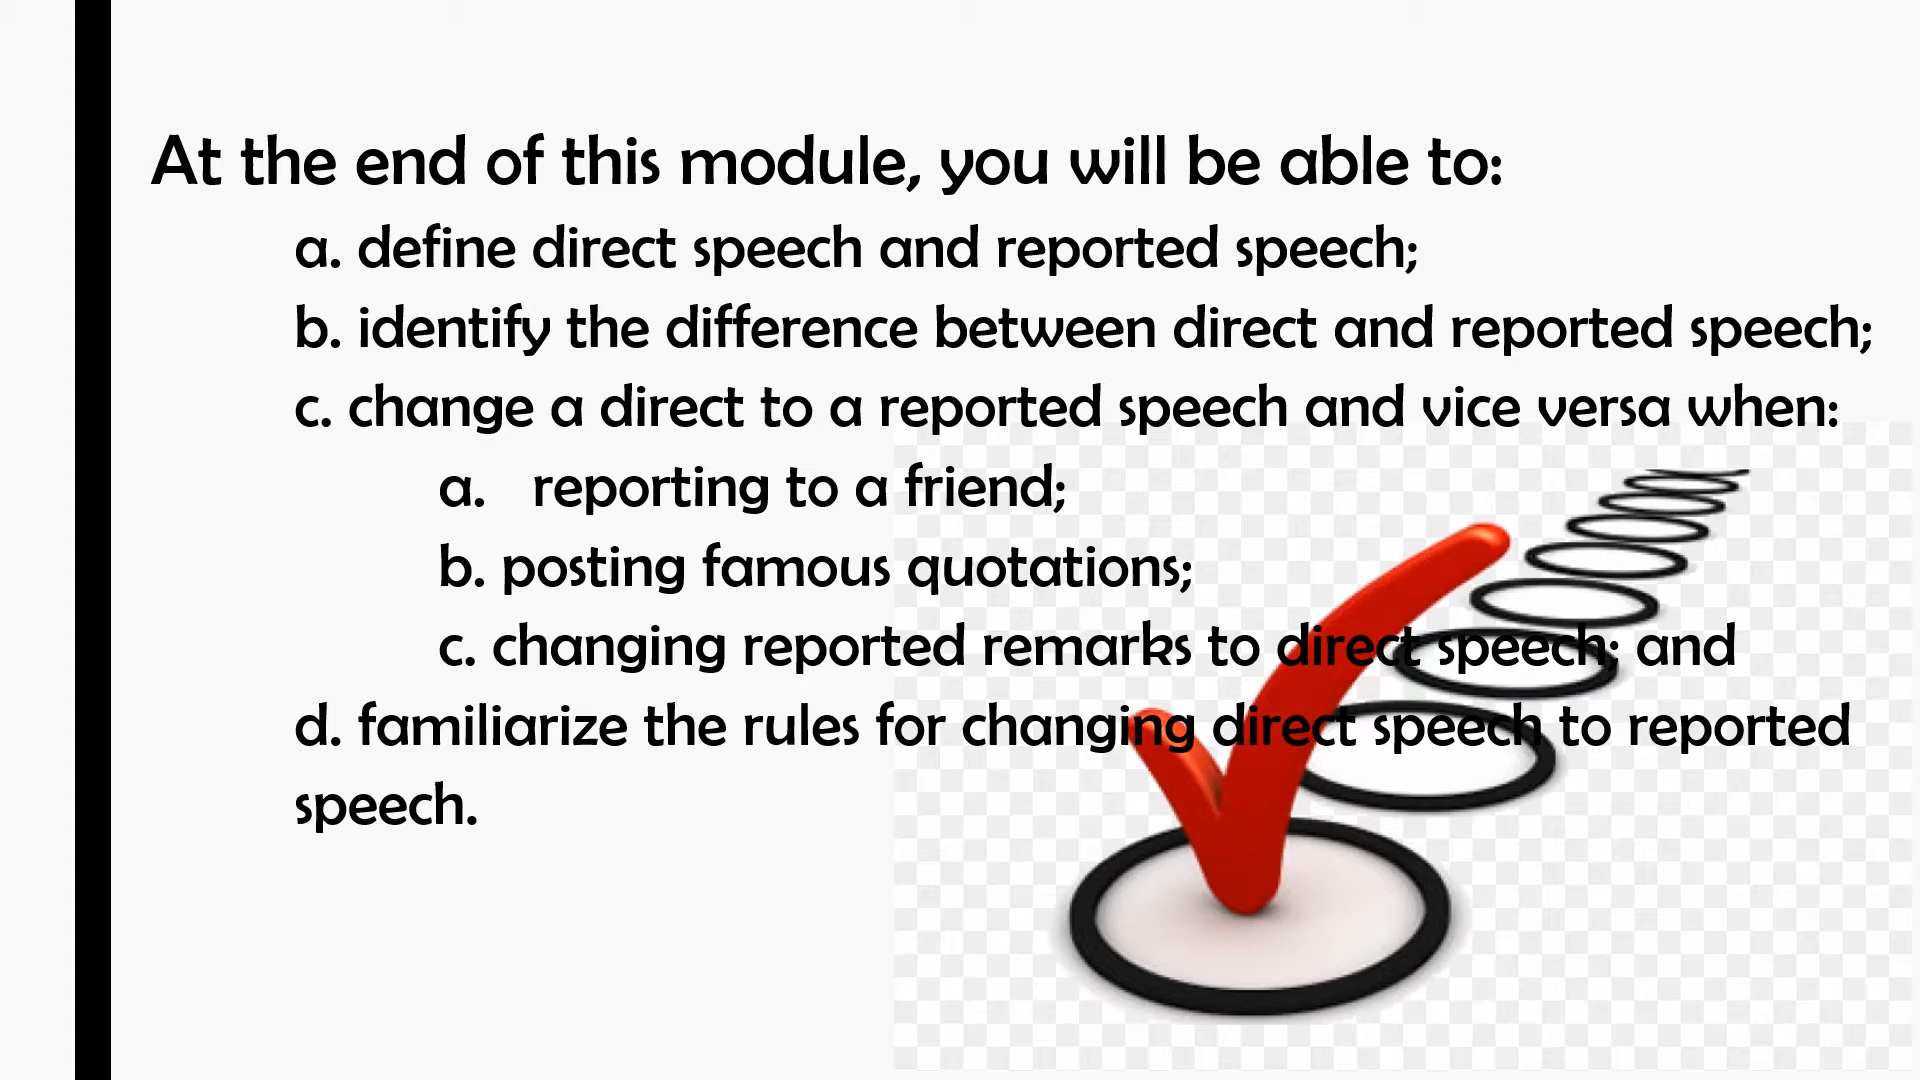 At the end of this module, you will be able to:
a. define direct speech and reported speech;
b. identify the difference between direct and reported speech;
c. change a direct to a reported speech and vice versa when:
a. reporting to a friend;
b. posting famous quotations;
c. changing reported remarks to direct speech; and
d. familiarize the rules for changing direct speech to reported
speech.